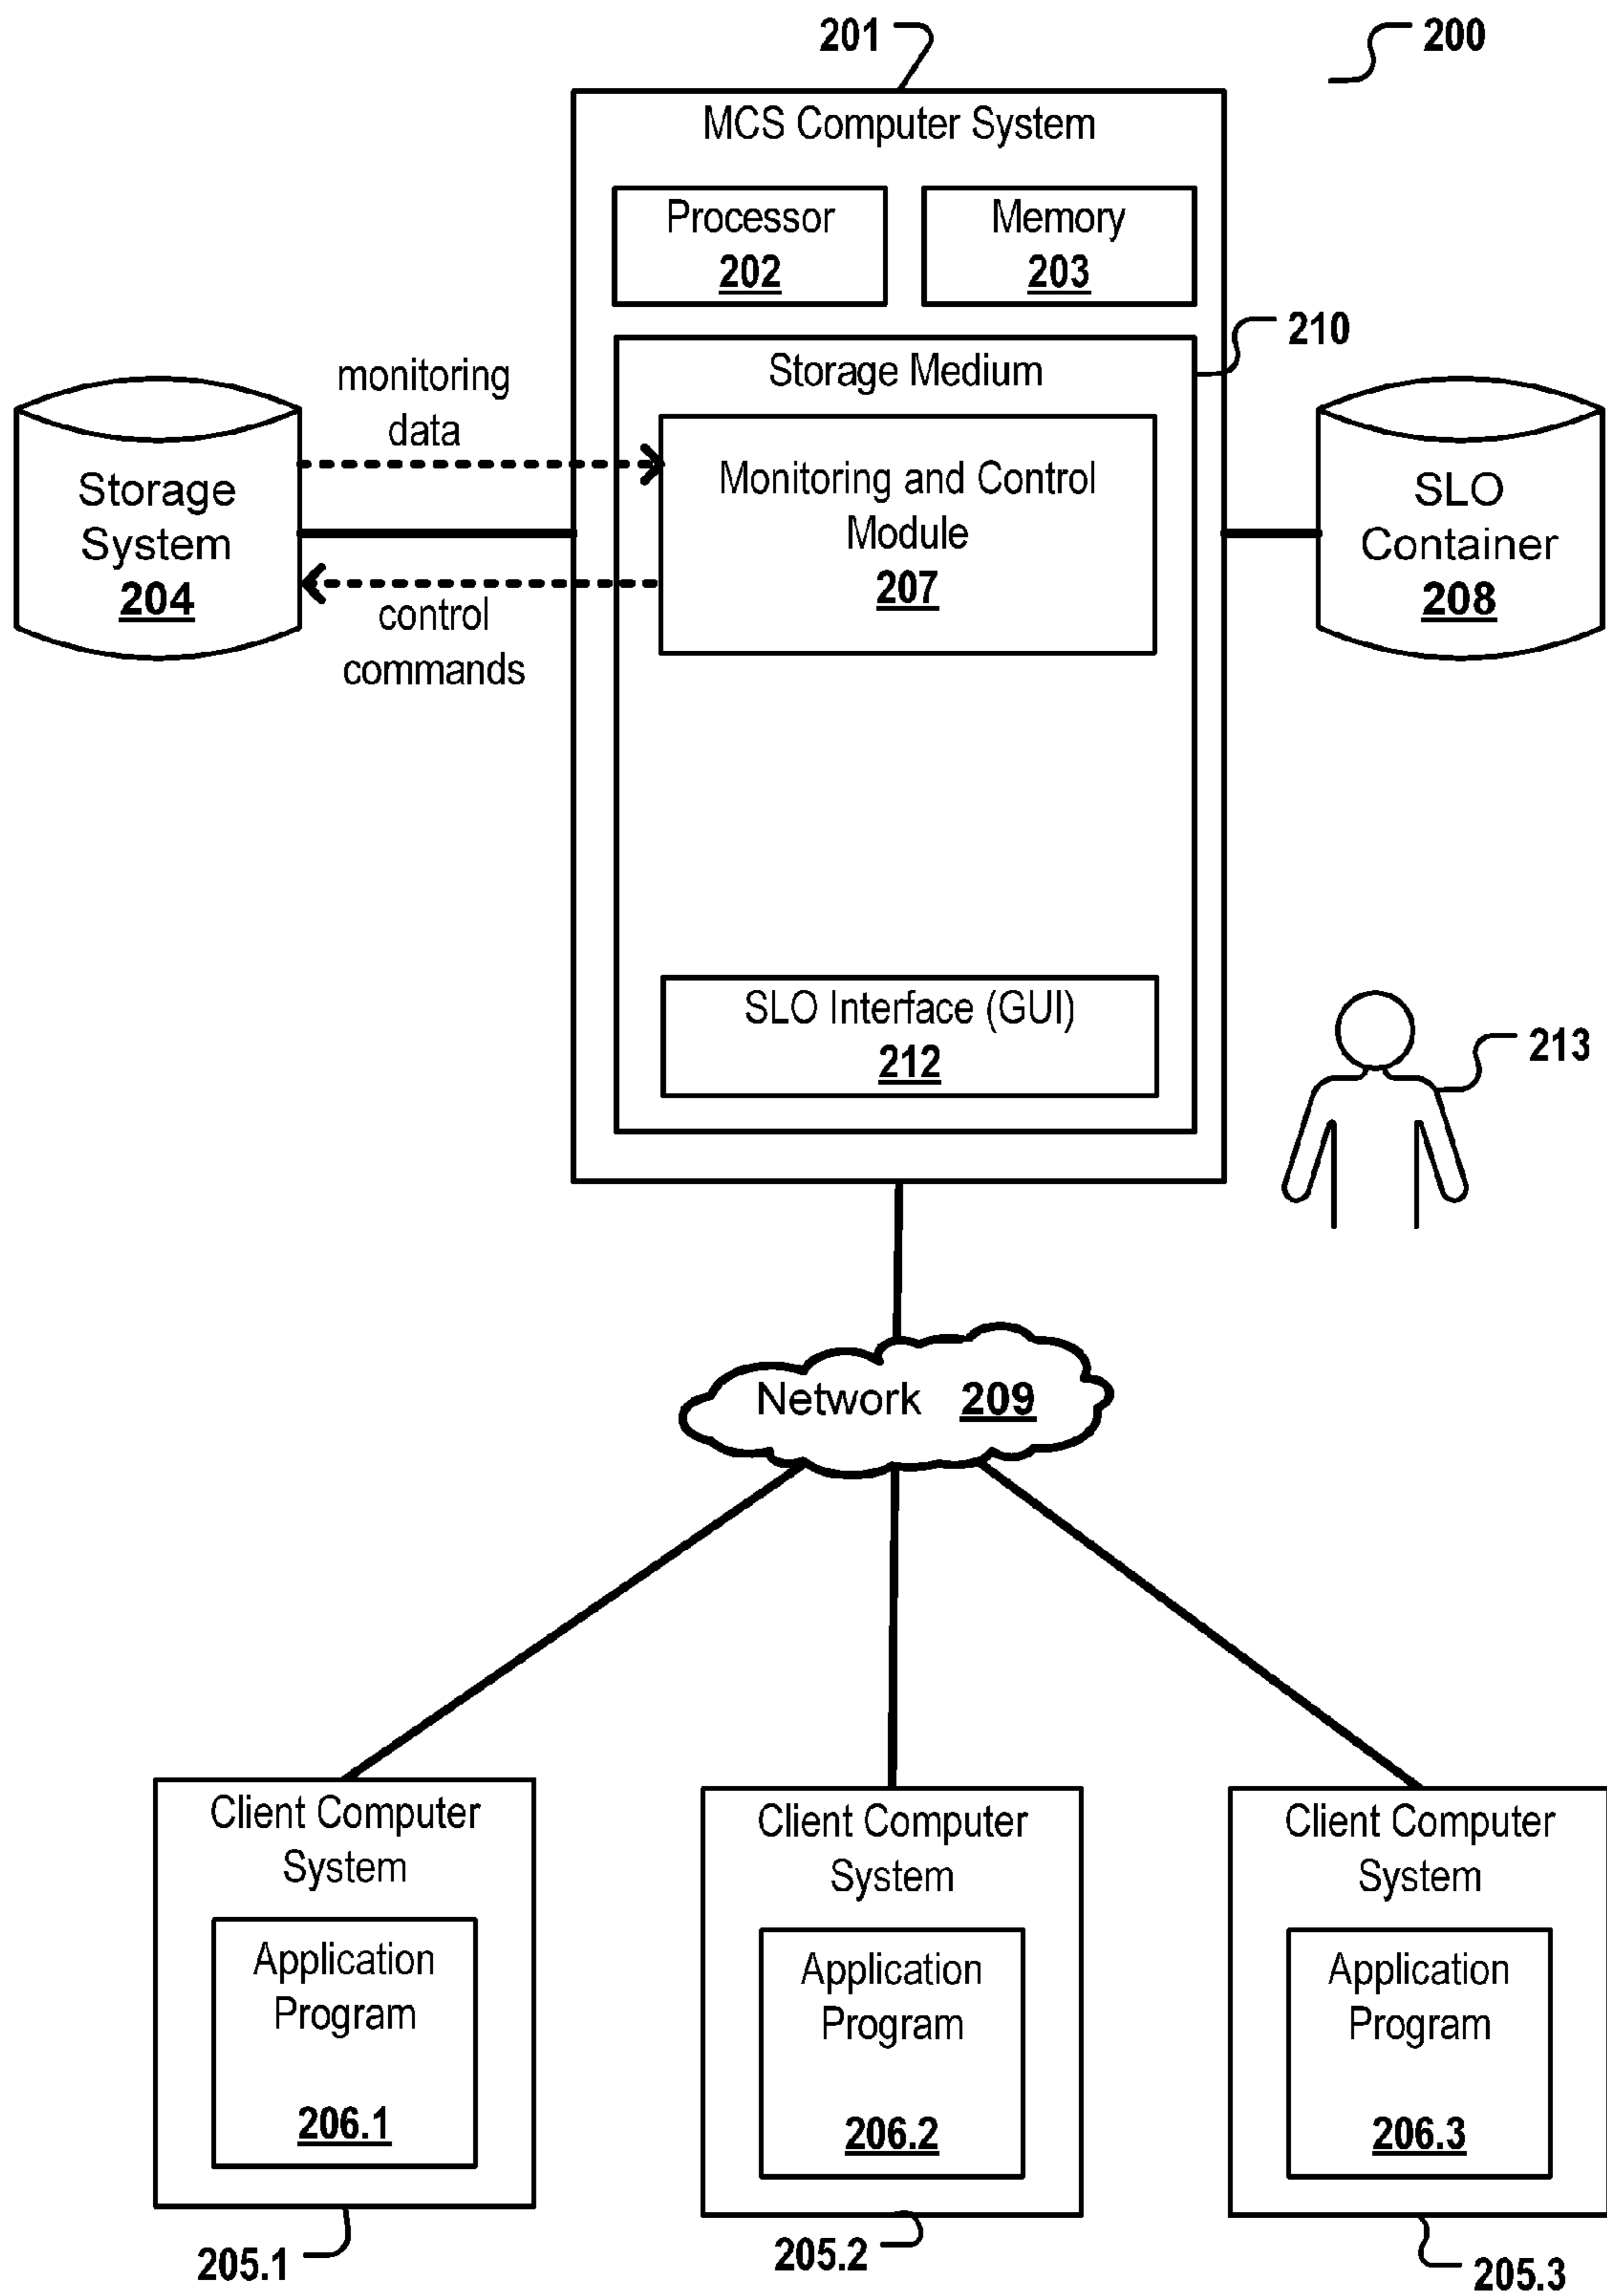 201
200
MCS Computer System
Processor
202
Memory
203
210
Storage Medium
monitoring
data
Storage
System
204
Monitoring and Control
Module
207
SLO
Container
208
control
commands
SLO Interface (GUI)
212
213
Network 209
Client Computer
System
Application
Program
206.1
205.1
Client Computer
System
Application
Program
206.2
205.2
Client Computer
System
Application
Program
206.3
205.3